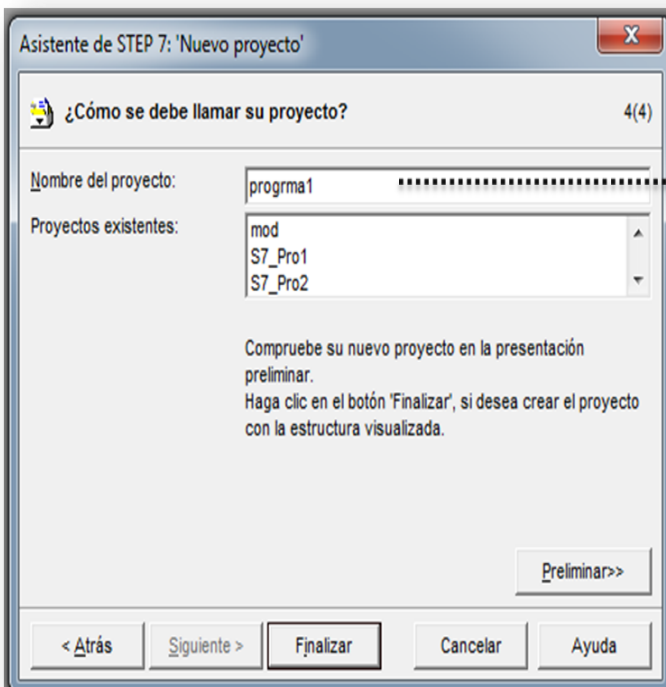 Asistente de STEP 7: 'Nuevo proyecto'
¿Cómo se debe llamar su proyecto? 4(4)
Nombre del proyecto: progrma1
Proyectos existentes: mod
S7_Pro1
S7_Pro2
Compruebe su nuevo proyecto en la presentación
preliminar.
Haga clic en el botón 'Finalizar', si desea crear el proyecto
con la estructura visualizada.
Preliminar>>
< Atrás Siguiente > Finalizar Cancelar Ayuda